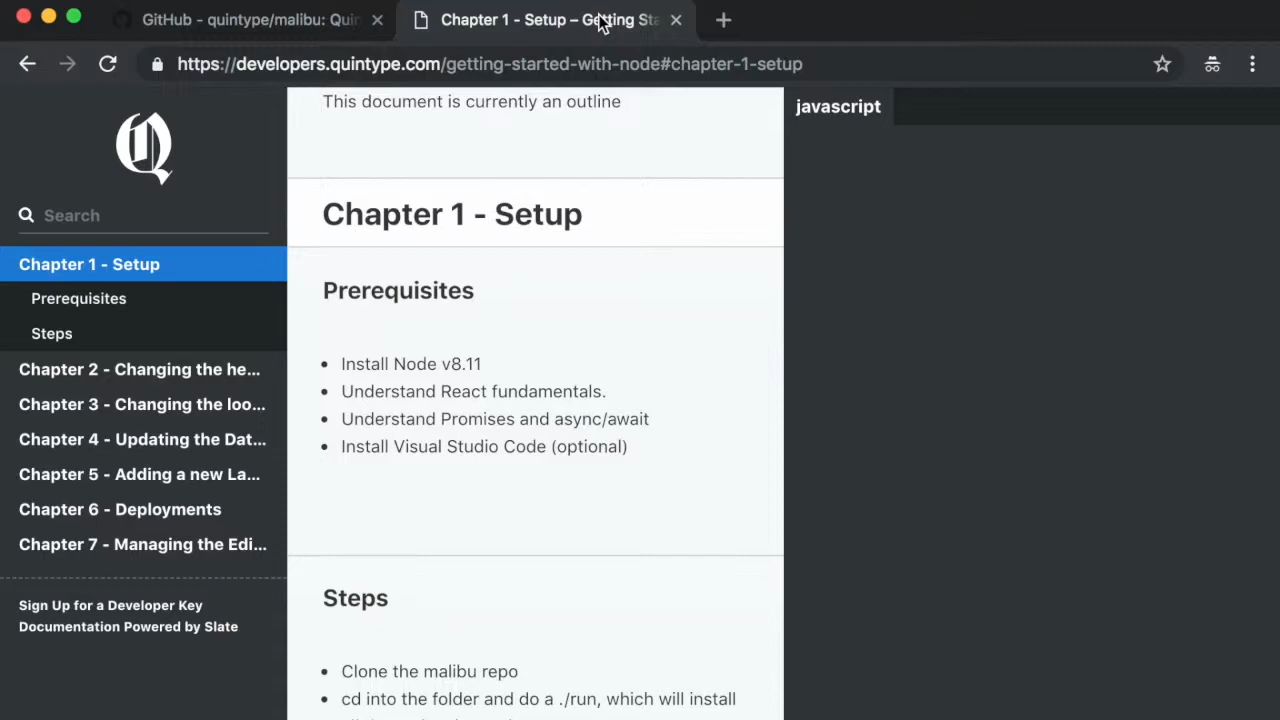 GitHub - quintype/malibu: Quin
Chapter 1 - Setup – Getting Sta
https://developers.quintype.com/getting-started-with-node#chapter-1-setup
This document is currently an outline
javascript
Search
Chapter 1 - Setup
Chapter 1 - Setup
Prerequisites
Steps
Chapter 2 - Changing the he...
Chapter 3 - Changing the loo...
Chapter 4 - Updating the Dat...
Chapter 5 - Adding a new La...
Chapter 6 - Deployments
Chapter 7 - Managing the Edi...
Sign Up for a Developer Key
Documentation Powered by Slate
Prerequisites
• Install Node v8.11
• Understand React fundamentals.
• Understand Promises and async/await
• Install Visual Studio Code (optional)
Steps
• Clone the malibu repo
• cd into the folder and do a ./run, which will install